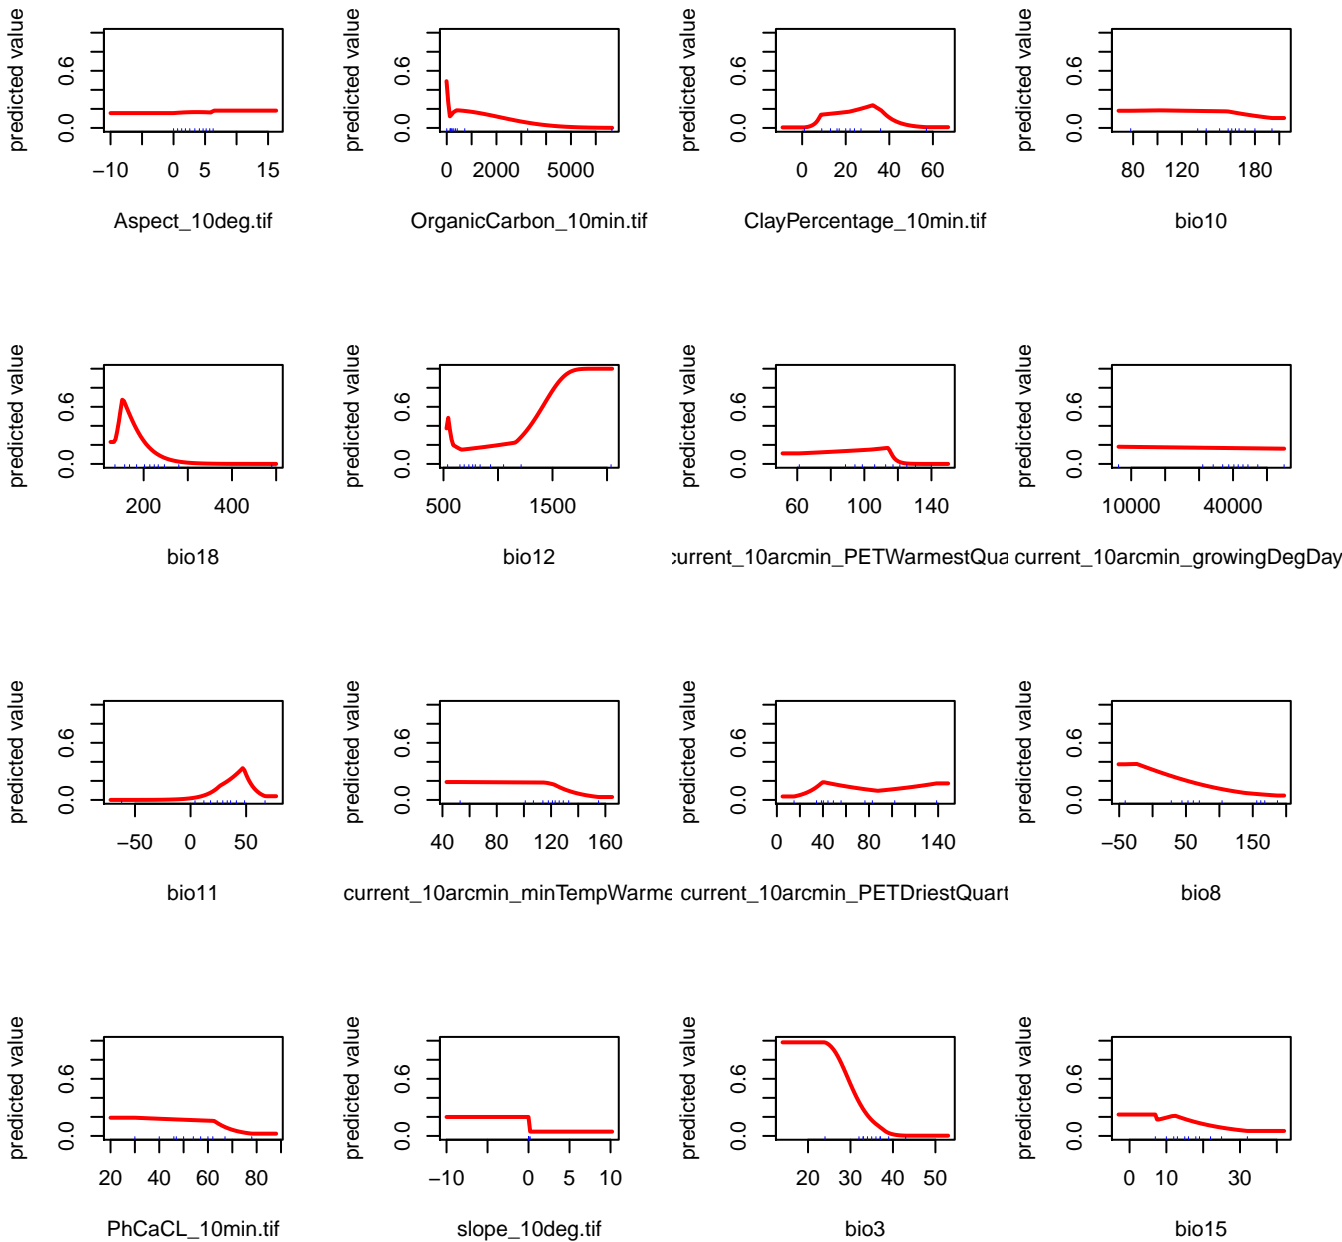 predicted value
0.0 0.6
−10 0 5 15
Aspect_10deg.tif
predicted value
0.0 0.6
0 2000 5000
OrganicCarbon_10min.tif
predicted value
0.0 0.6
0 20 40 60
ClayPercentage_10min.tif
predicted value
0.0 0.6
80 120 180
bio10
predicted value
0.0 0.6
200 400
bio18
predicted value
0.0 0.6
500 1500
bio12
predicted value
0.0 0.6
60 100 140
current_10arcmin_PETWarmestQua
predicted value
0.0 0.6
10000 40000
current_10arcmin_growingDegDay
predicted value
0.0 0.6
−50 0 50
bio11
predicted value
0.0 0.6
40 80 120 160
current_10arcmin_minTempWarme
predicted value
0.0 0.6
0 40 80 140
current_10arcmin_PETDriestQuart
predicted value
0.0 0.6
−50 50 150
bio8
predicted value
0.0 0.6
20 40 60 80
PhCaCL_10min.tif
predicted value
0.0 0.6
−10 0 5 10
slope_10deg.tif
predicted value
0.0 0.6
20 30 40 50
bio3
predicted value
0.0 0.6
0 10 30
bio15